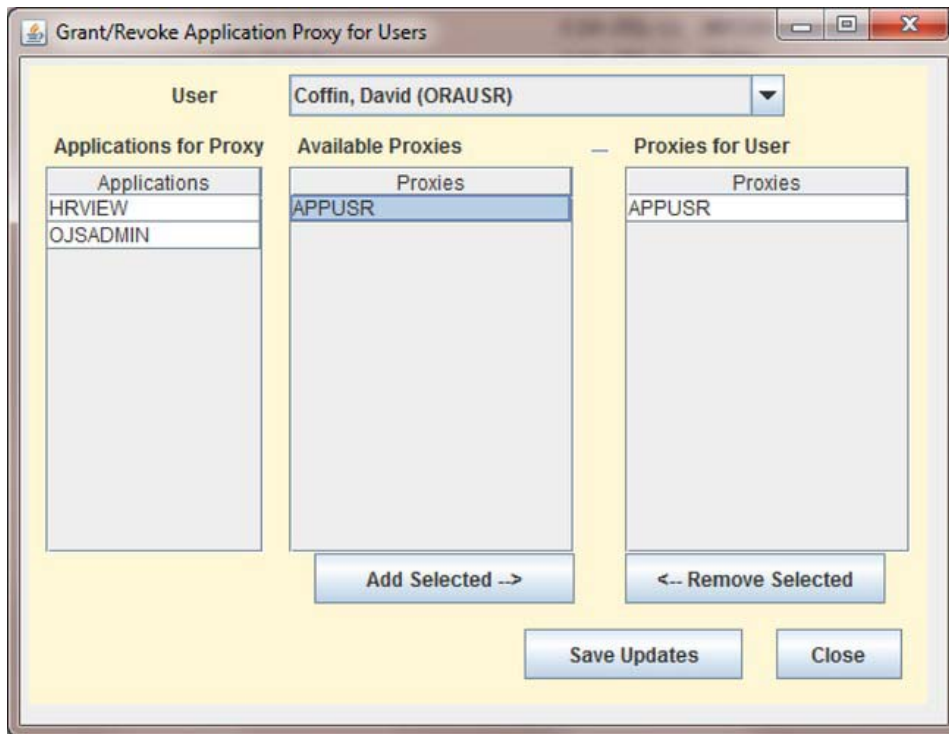 Grant/Revoke Application Proxy for Users
User Coffin, David (ORAUSR)
Applications for Proxy Available Proxies Proxies for User
Applications Proxies Proxies
HRVIEW APPUSR APPUSR
OJSADMIN
Add Selected --> <-- Remove Selected
Save Updates Close